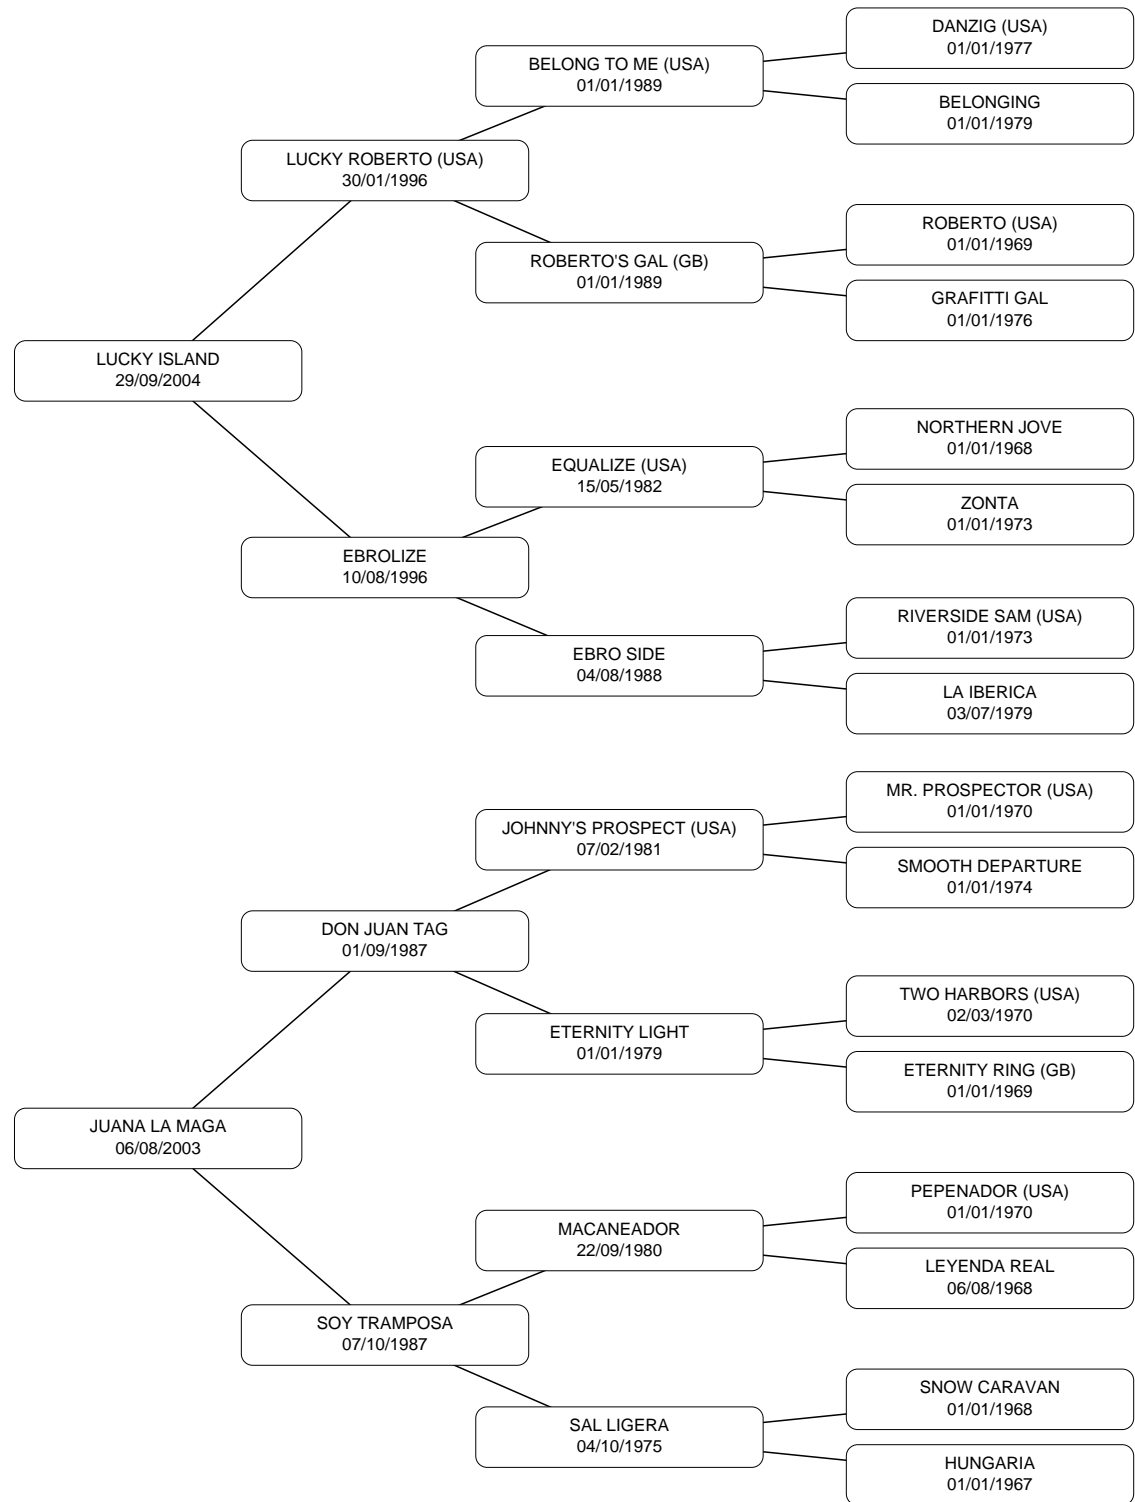 DANZIG (USA)
01/01/1977
BELONG TO ME (USA)
01/01/1989
BELONGING
01/01/1979
LUCKY ROBERTO (USA)
30/01/1996
ROBERTO (USA)
01/01/1969
ROBERTO'S GAL (GB)
01/01/1989
GRAFITTI GAL
01/01/1976
LUCKY ISLAND
29/09/2004
NORTHERN JOVE
01/01/1968
EQUALIZE (USA)
15/05/1982
ZONTA
01/01/1973
EBROLIZE
10/08/1996
RIVERSIDE SAM (USA)
01/01/1973
EBRO SIDE
04/08/1988
LA IBERICA
03/07/1979
MR. PROSPECTOR (USA)
01/01/1970
JOHNNY'S PROSPECT (USA)
07/02/1981
SMOOTH DEPARTURE
01/01/1974
DON JUAN TAG
01/09/1987
TWO HARBORS (USA)
02/03/1970
ETERNITY LIGHT
01/01/1979
ETERNITY RING (GB)
01/01/1969
JUANA LA MAGA
06/08/2003
PEPENADOR (USA)
01/01/1970
MACANEADOR
22/09/1980
LEYENDA REAL
06/08/1968
SOY TRAMPOSA
07/10/1987
SNOW CARAVAN
01/01/1968
SAL LIGERA
04/10/1975
HUNGARIA
01/01/1967